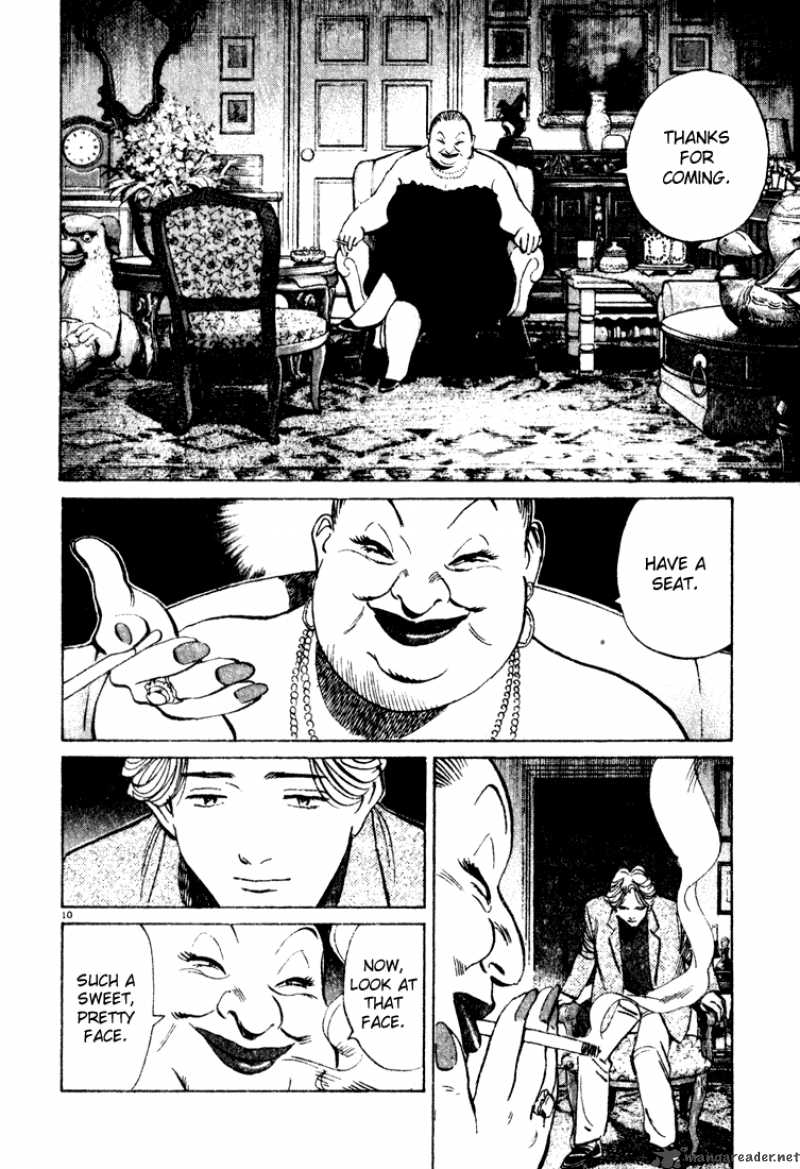 THANKS
FOR
COMING.
HAVE A
SEAT.
10
NOW,
LOOK AT
THAT
FACE.
SUCH A
SWEET,
PRETTY
FACE.
mangareader.net